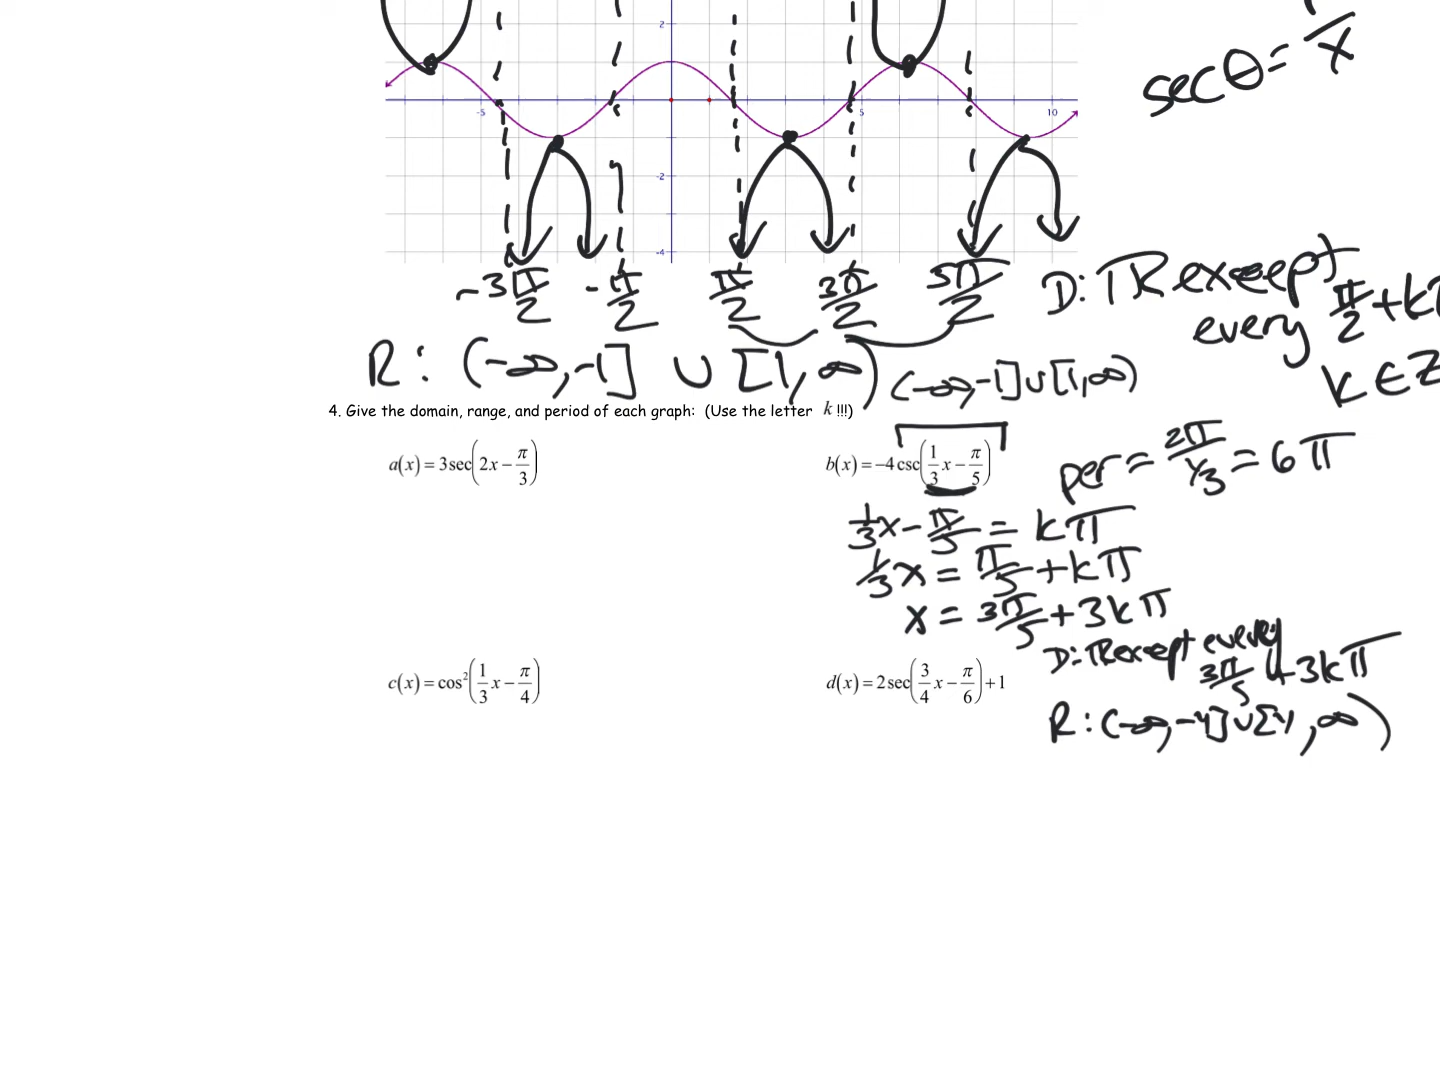 2
sec θ = 1/x
-5
5
10
-2
-4
-3π/2 -π/2 π/2 3π/2 5π/2
D: ℝ except
every π/2 + kπ
k ∈ Z
R: (-∞, -1] ∪ [1, ∞)
(-∞, -1] ∪ [1, ∞)
4. Give the domain, range, and period of each graph: (Use the letter k !!!)
a(x) = 3sec(2x − π/3)
b(x) = −4csc(1/3 x − π/5)
per = 2π/(1/3) = 6π
1/3 x − π/5 = kπ
1/3 x = π/5 + kπ
x = 3π/5 + 3kπ
D: ℝ except every
3π/5 + 3kπ
R: (-∞, -4] ∪ [4, ∞)
c(x) = cos²(1/3 x − π/4)
d(x) = 2sec(3/4 x − π/6) + 1